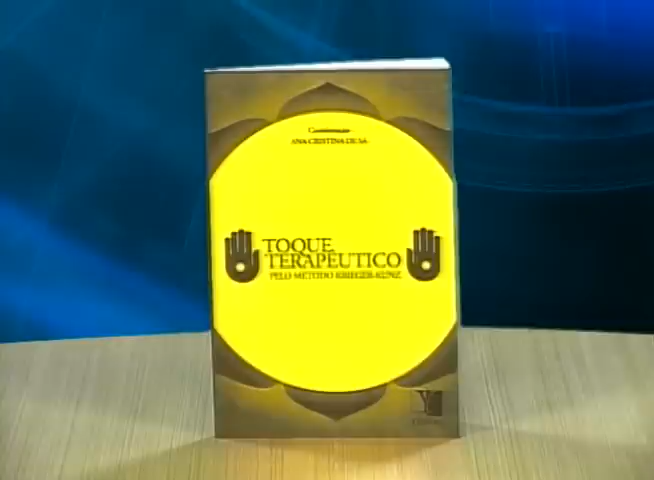 ANA CRISTINA DE SÁ
TOQUE
TERAPÊUTICO
PELO MÉTODO KRIEGER-KUNZ
Y